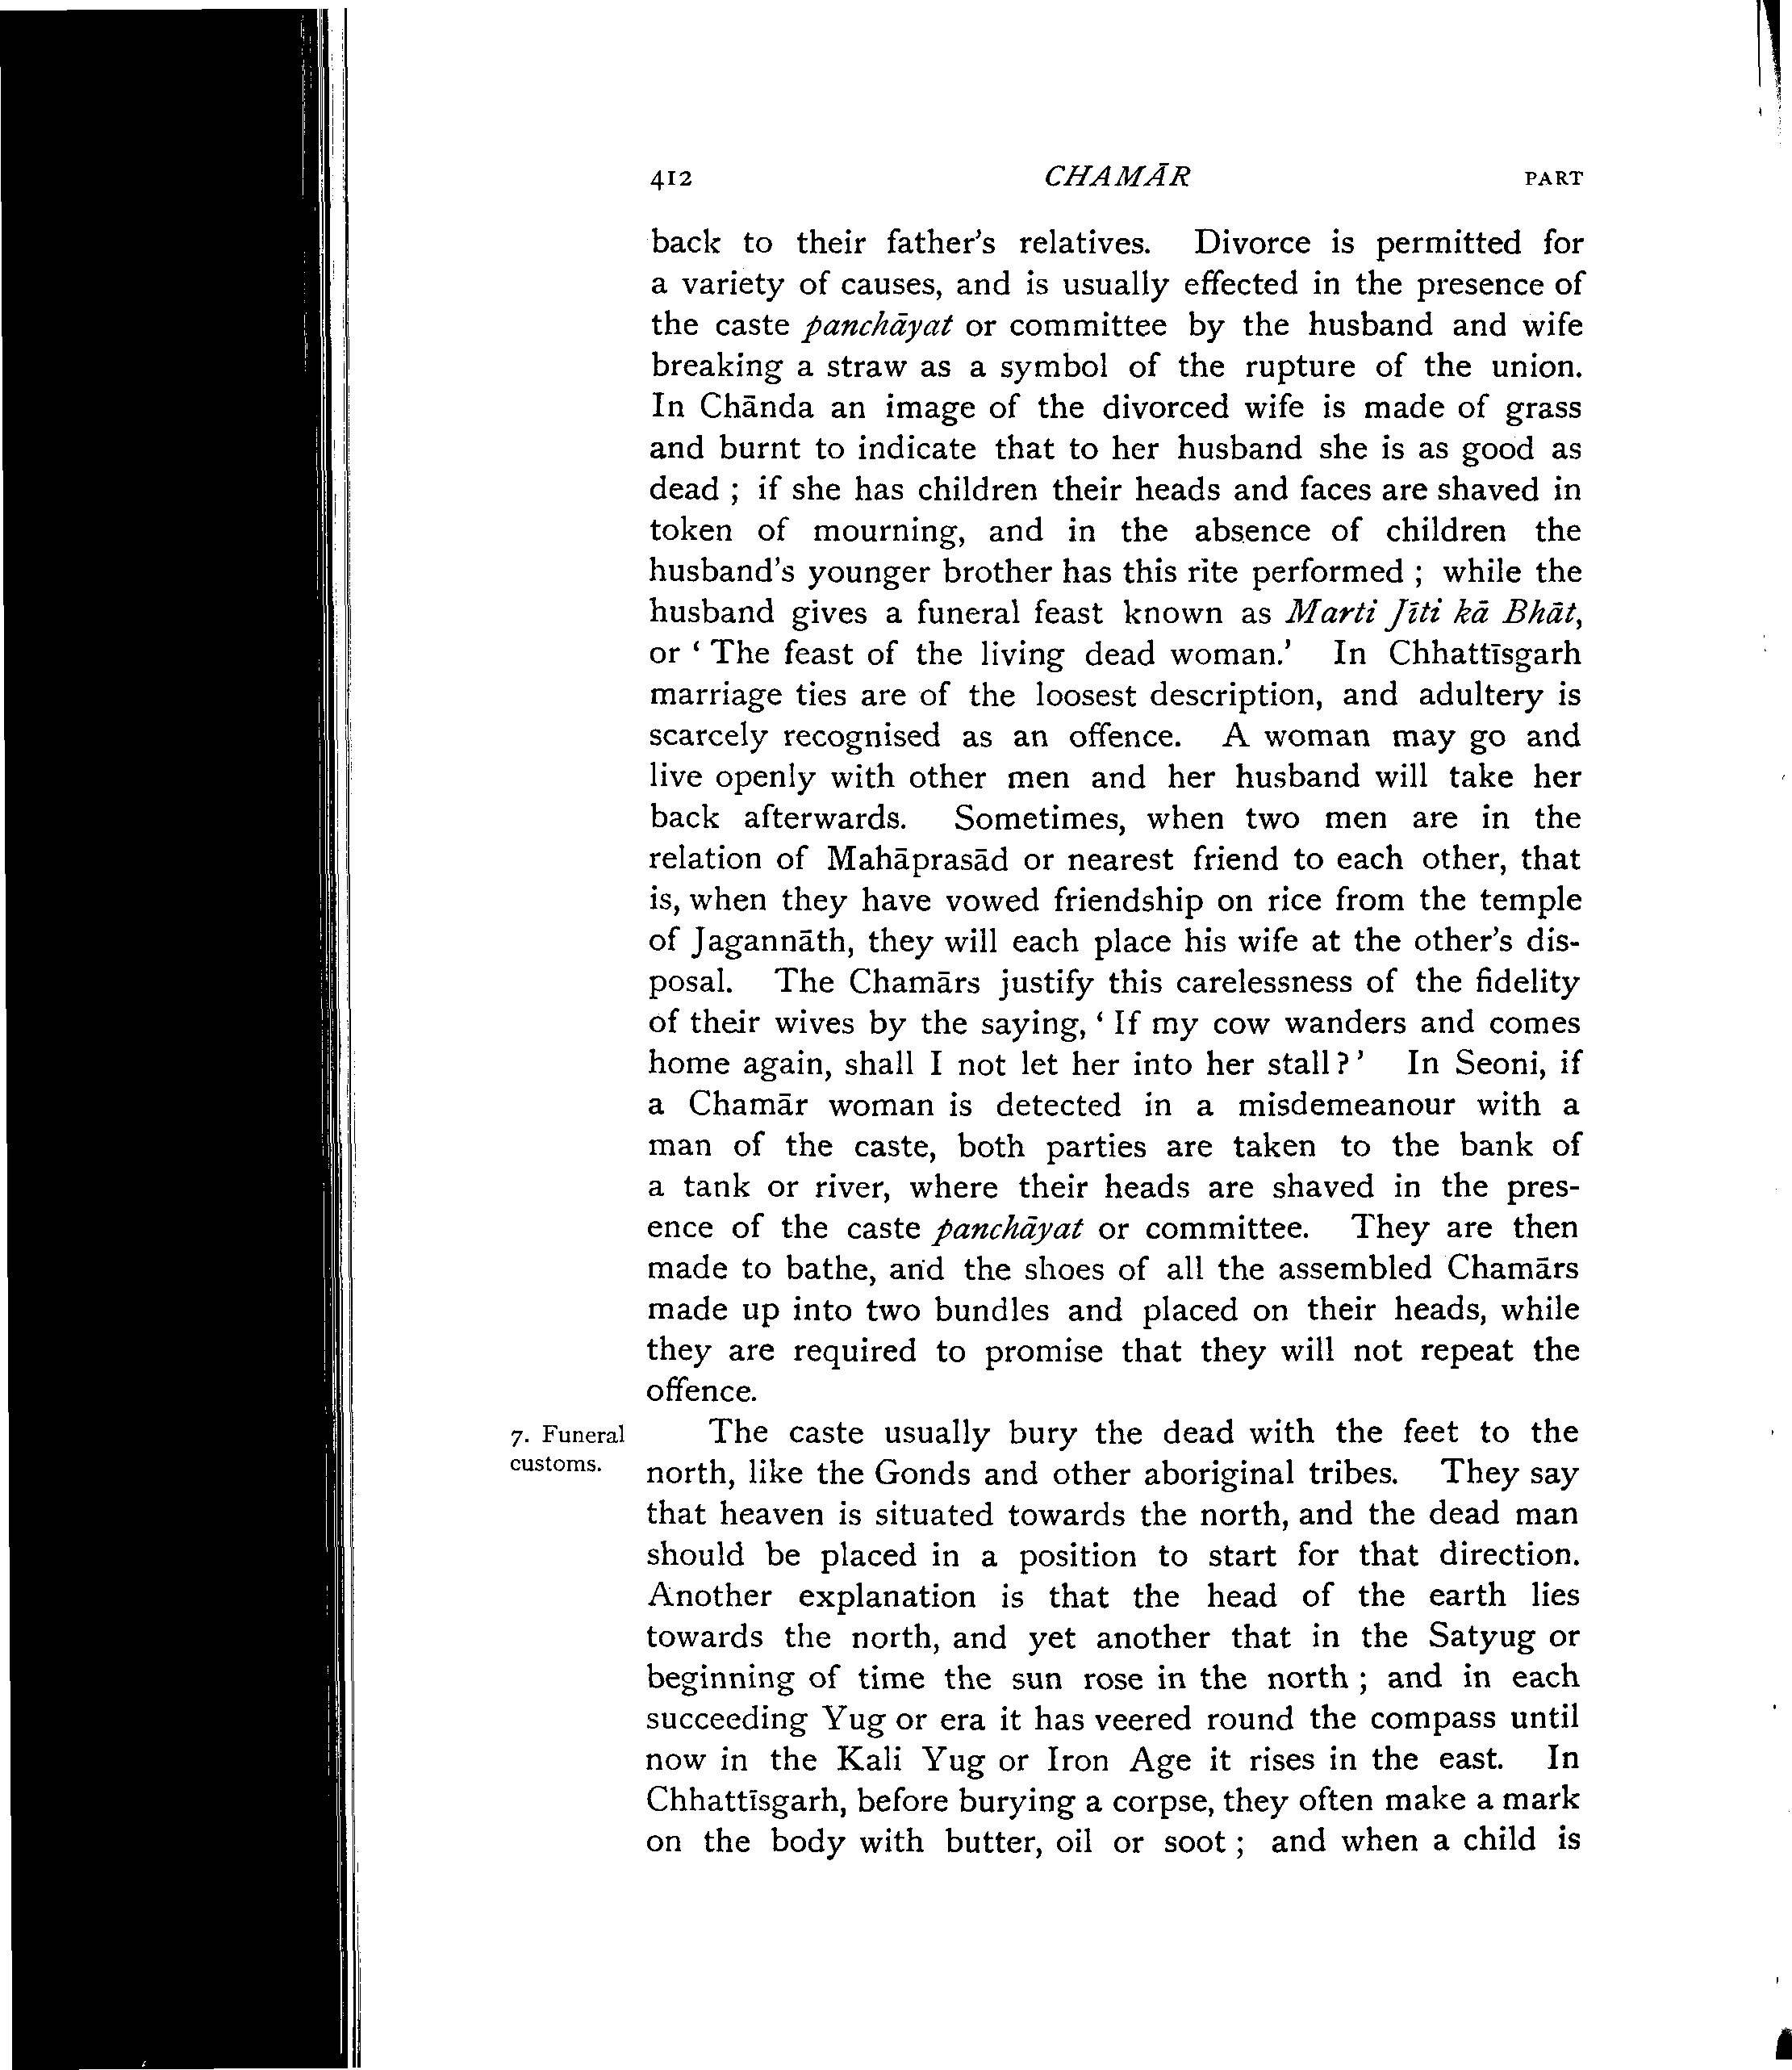 412 CHAMĀR PART
back to their father's relatives. Divorce is permitted for
a variety of causes, and is usually effected in the presence of
the caste panchāyat or committee by the husband and wife
breaking a straw as a symbol of the rupture of the union.
In Chānda an image of the divorced wife is made of grass
and burnt to indicate that to her husband she is as good as
dead ; if she has children their heads and faces are shaved in
token of mourning, and in the absence of children the
husband's younger brother has this rite performed ; while the
husband gives a funeral feast known as Marti Jīti kā Bhāt,
or ‘ The feast of the living dead woman.’ In Chhattīsgarh
marriage ties are of the loosest description, and adultery is
scarcely recognised as an offence. A woman may go and
live openly with other men and her husband will take her
back afterwards. Sometimes, when two men are in the
relation of Mahāprasād or nearest friend to each other, that
is, when they have vowed friendship on rice from the temple
of Jagannāth, they will each place his wife at the other's dis-
posal. The Chamārs justify this carelessness of the fidelity
of their wives by the saying, ‘ If my cow wanders and comes
home again, shall I not let her into her stall ? ’ In Seoni, if
a Chamār woman is detected in a misdemeanour with a
man of the caste, both parties are taken to the bank of
a tank or river, where their heads are shaved in the pres-
ence of the caste panchāyat or committee. They are then
made to bathe, and the shoes of all the assembled Chamārs
made up into two bundles and placed on their heads, while
they are required to promise that they will not repeat the
offence.
7. Funeral
customs.
The caste usually bury the dead with the feet to the
north, like the Gonds and other aboriginal tribes. They say
that heaven is situated towards the north, and the dead man
should be placed in a position to start for that direction.
Another explanation is that the head of the earth lies
towards the north, and yet another that in the Satyug or
beginning of time the sun rose in the north ; and in each
succeeding Yug or era it has veered round the compass until
now in the Kali Yug or Iron Age it rises in the east. In
Chhattīsgarh, before burying a corpse, they often make a mark
on the body with butter, oil or soot ; and when a child is